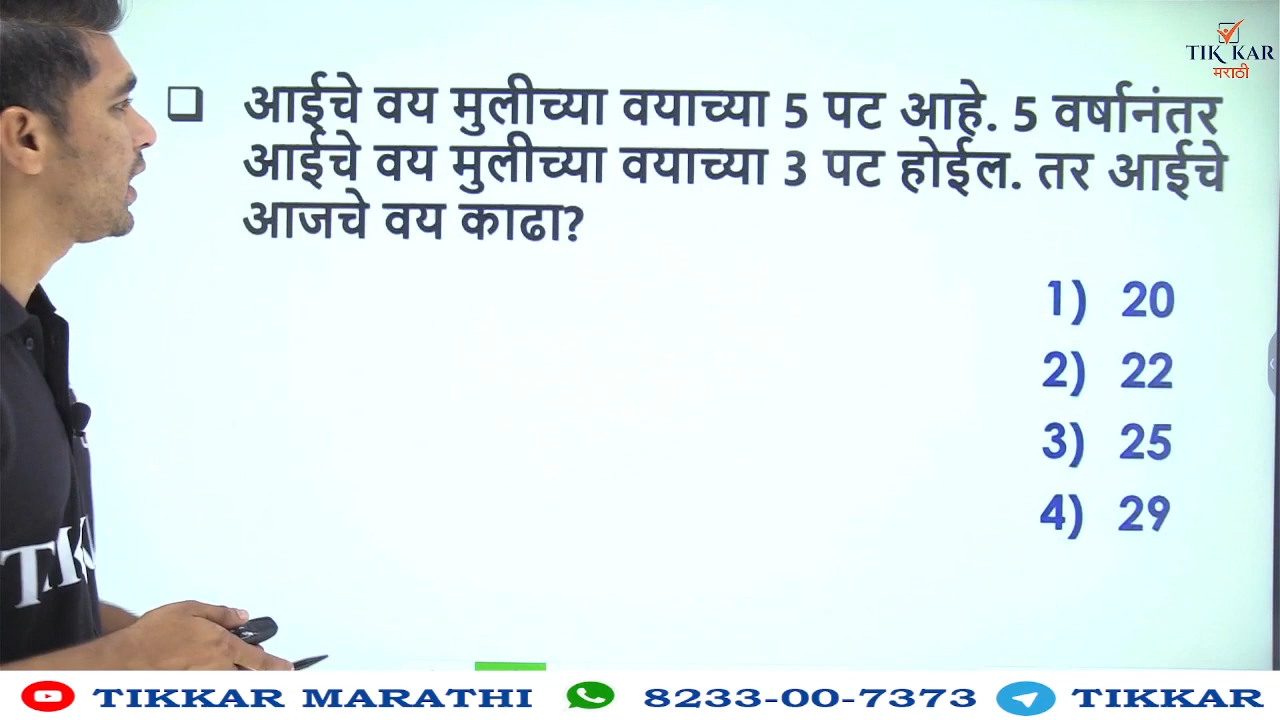 TIKKAR
मराठी
❑ आईचे वय मुलीच्या वयाच्या 5 पट आहे. 5 वर्षानंतर
आईचे वय मुलीच्या वयाच्या 3 पट होईल. तर आईचे
आजचे वय काढा?
1) 20
2) 22
3) 25
4) 29
TIK
TIKKAR MARATHI 8233-00-7373 TIKKAR